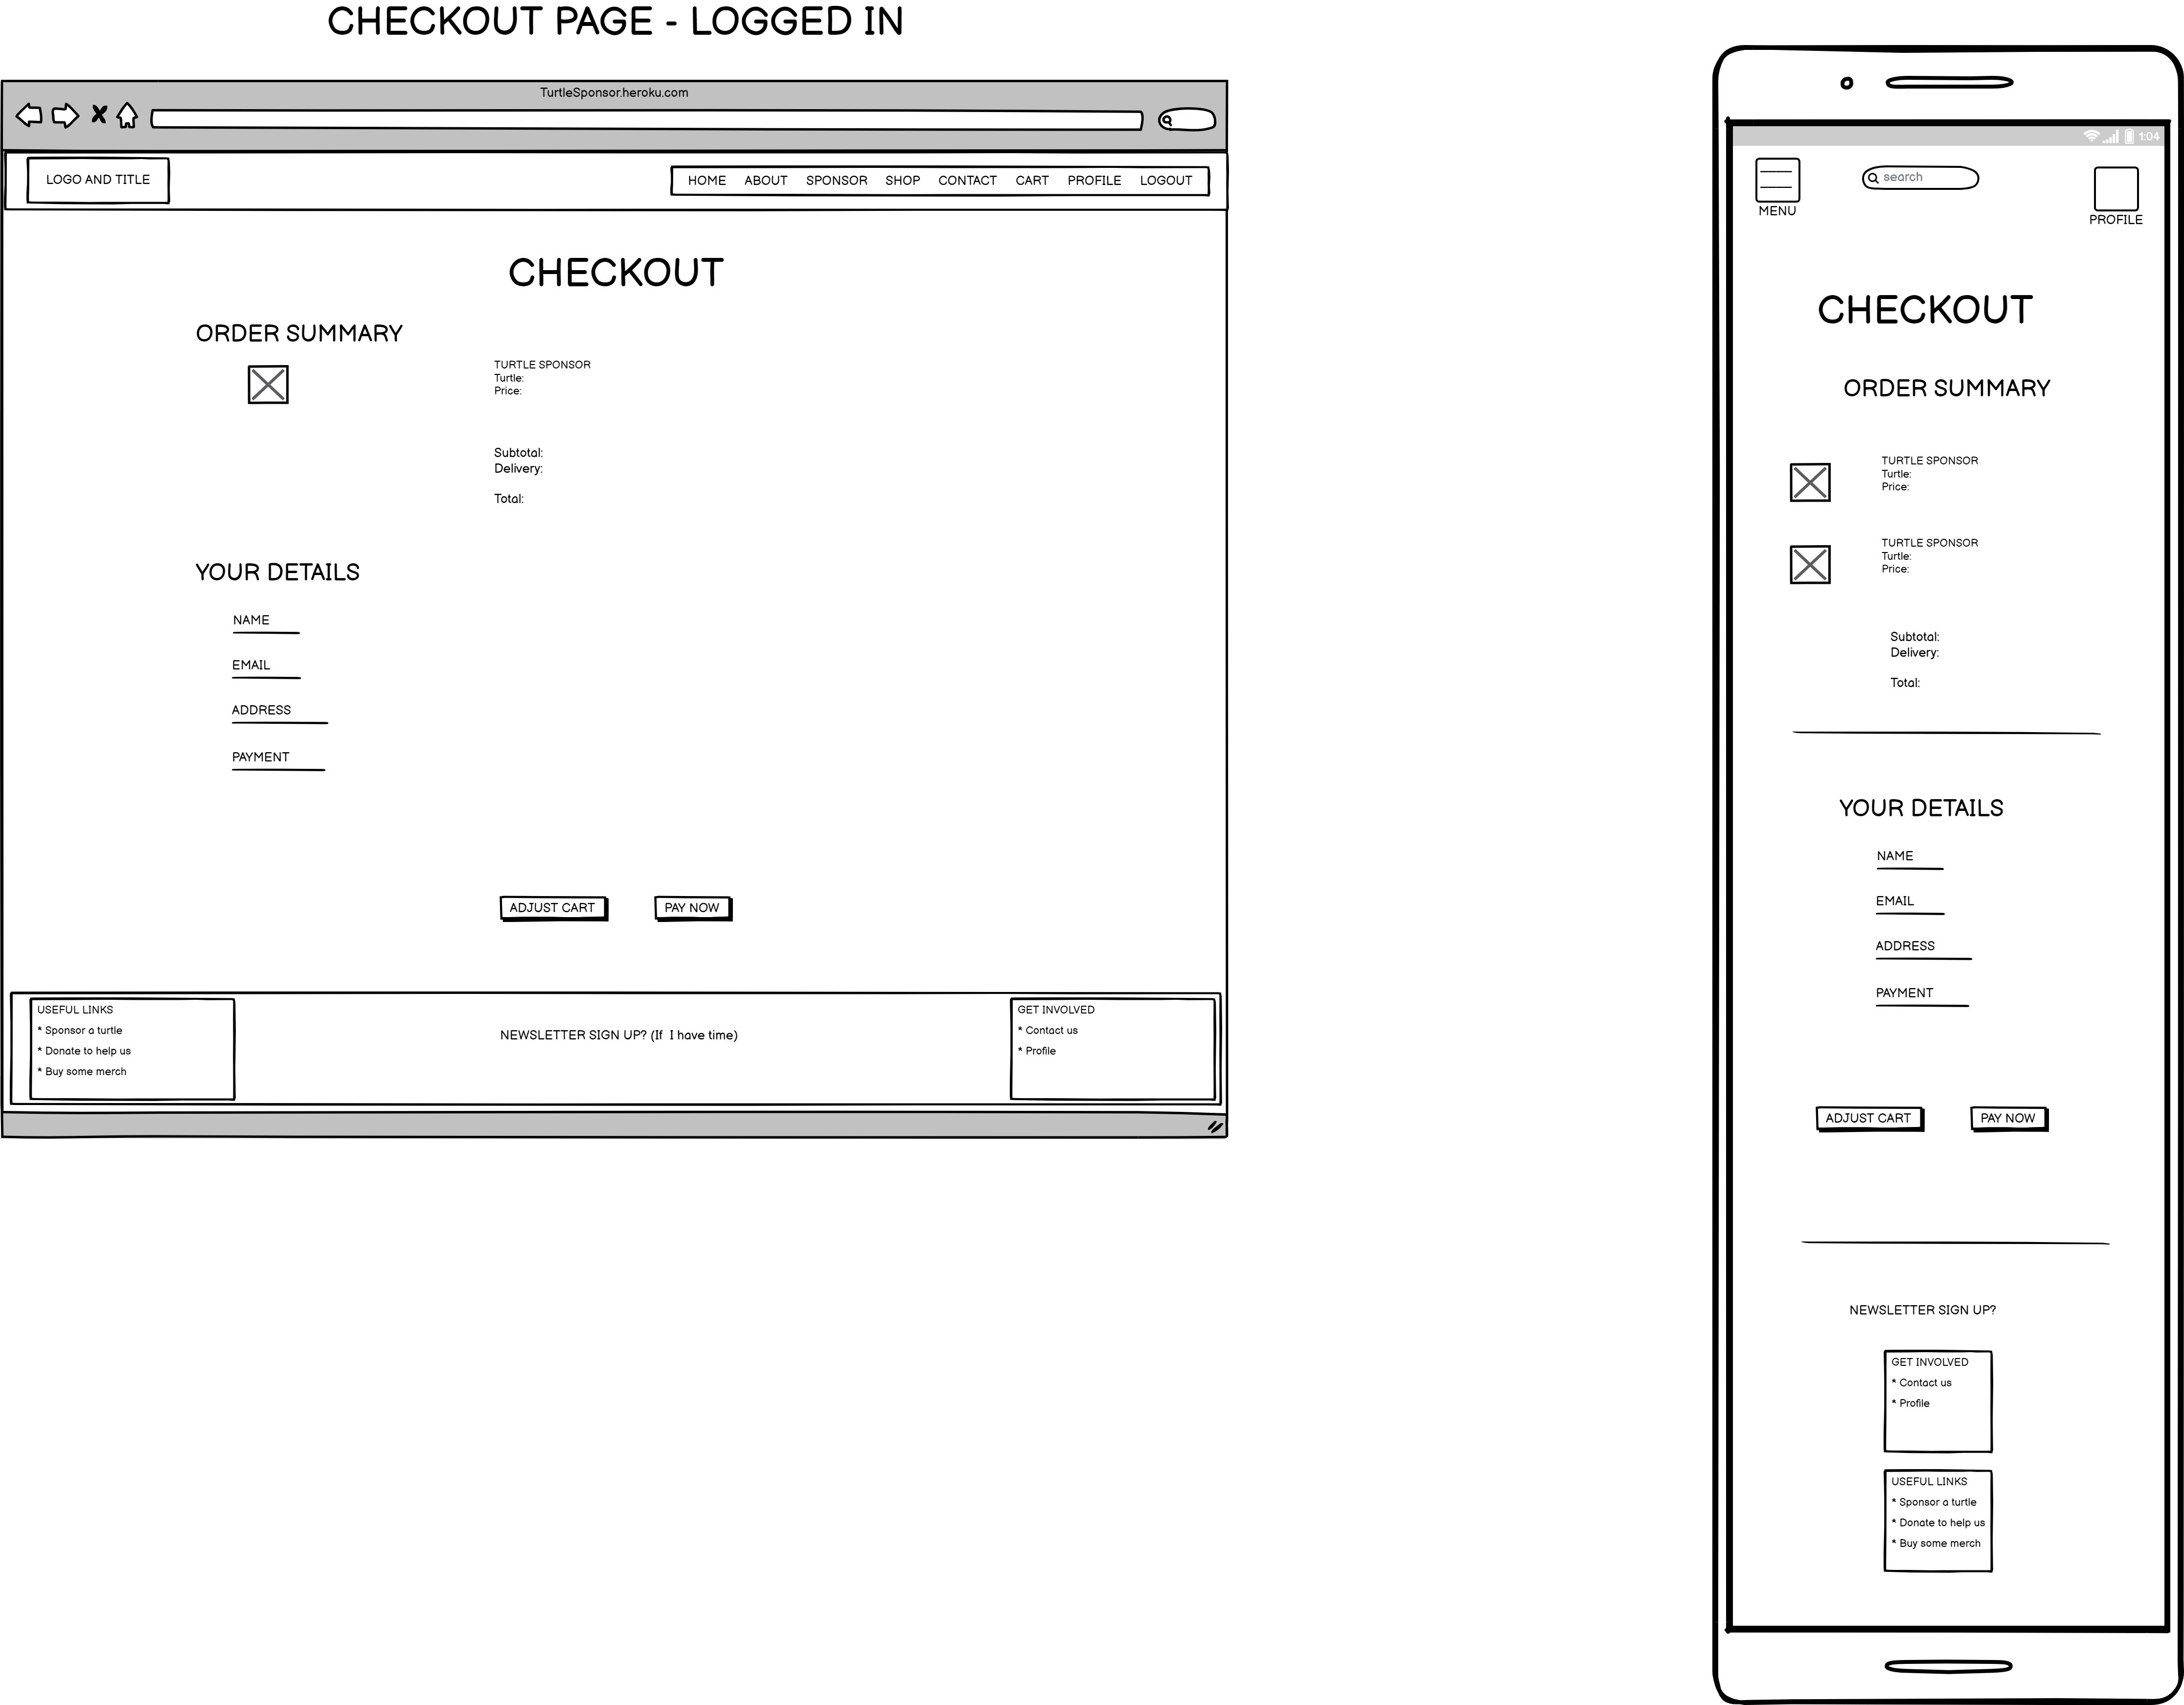 CHECKOUT PAGE - LOGGED IN
TurtleSponsor.heroku.com
LOGO AND TITLE
HOME ABOUT SPONSOR SHOP CONTACT CART PROFILE LOGOUT
CHECKOUT
ORDER SUMMARY
TURTLE SPONSOR
Turtle:
Price:
Subtotal:
Delivery:
Total:
YOUR DETAILS
NAME
EMAIL
ADDRESS
PAYMENT
ADJUST CART PAY NOW
USEFUL LINKS
* Sponsor a turtle
* Donate to help us
* Buy some merch
NEWSLETTER SIGN UP? (If I have time)
GET INVOLVED
* Contact us
* Profile
1:04
search
MENU
PROFILE
CHECKOUT
ORDER SUMMARY
TURTLE SPONSOR
Turtle:
Price:
TURTLE SPONSOR
Turtle:
Price:
Subtotal:
Delivery:
Total:
YOUR DETAILS
NAME
EMAIL
ADDRESS
PAYMENT
ADJUST CART PAY NOW
NEWSLETTER SIGN UP?
GET INVOLVED
* Contact us
* Profile
USEFUL LINKS
* Sponsor a turtle
* Donate to help us
* Buy some merch